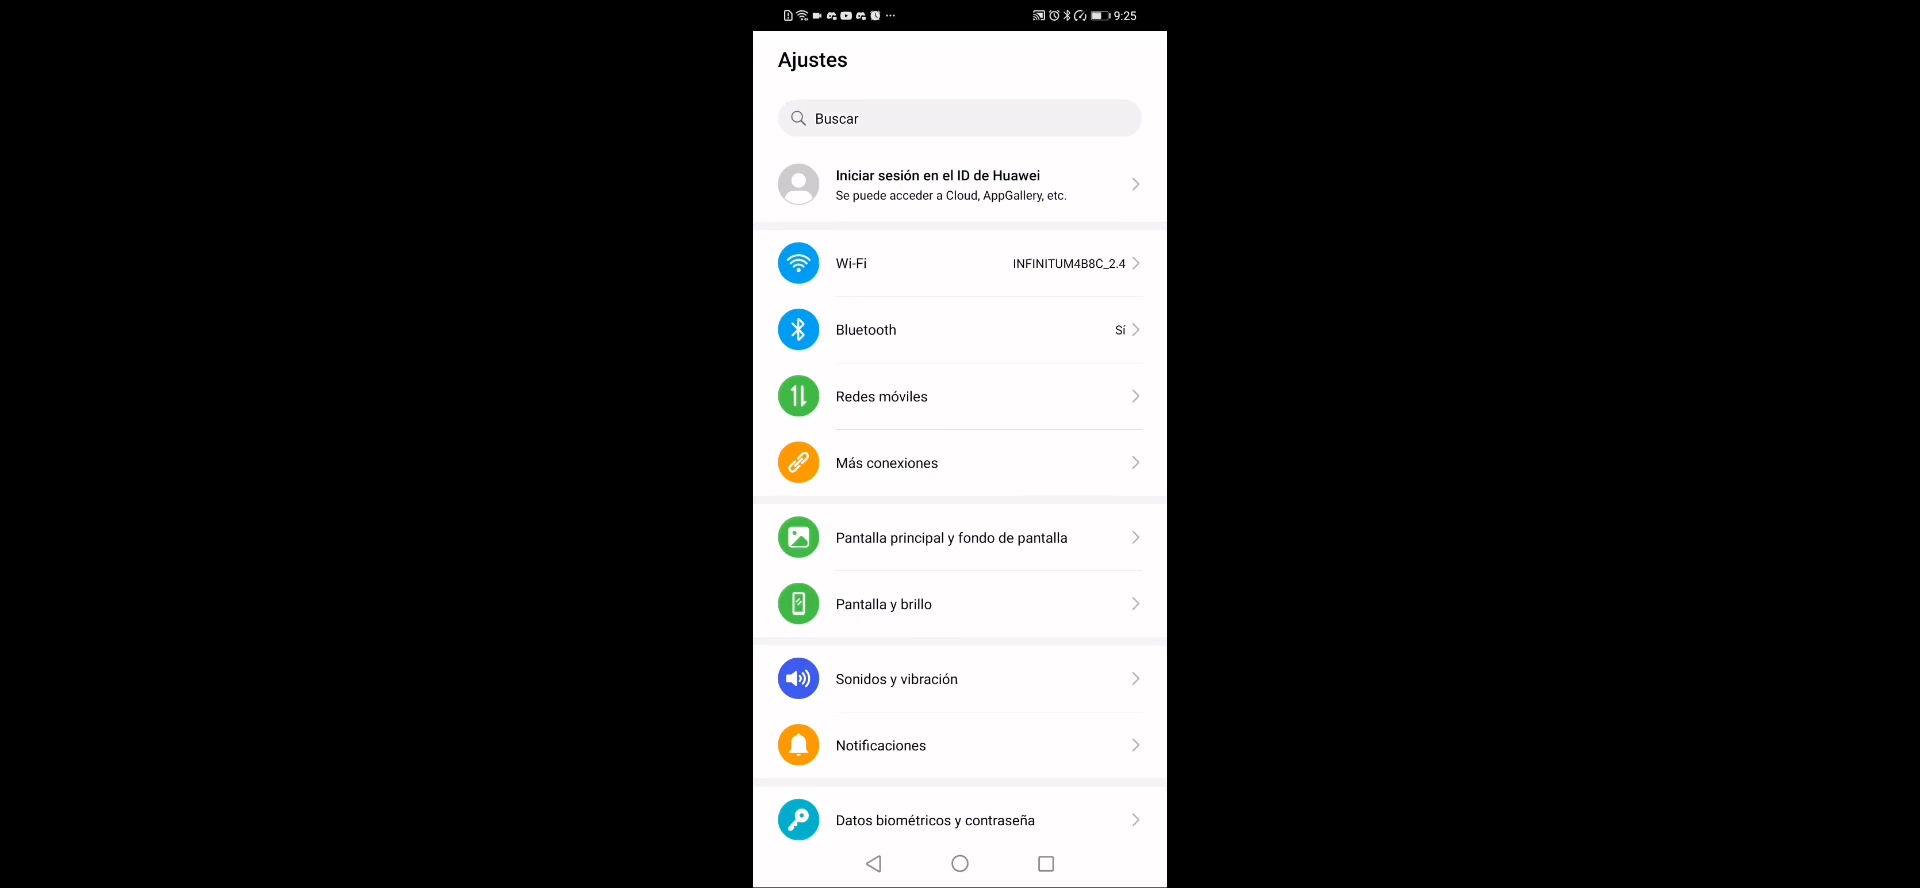 9:25
Ajustes
Buscar
Iniciar sesión en el ID de Huawei
Se puede acceder a Cloud, AppGallery, etc.
Wi-Fi INFINITUM4B8C_2.4
Bluetooth Sí
Redes móviles
Más conexiones
Pantalla principal y fondo de pantalla
Pantalla y brillo
Sonidos y vibración
Notificaciones
Datos biométricos y contraseña